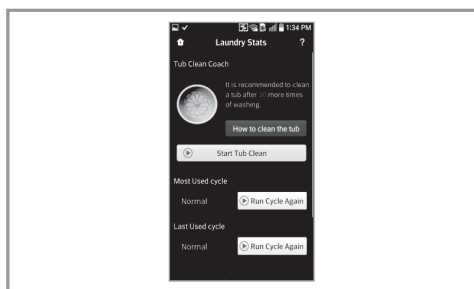 1:34 PM
Laundry Stats ?
Tub Clean Coach
It is recommended to clean
a tub after more times
of washing.
How to clean the tub
Start Tub Clean
Most Used cycle
Normal Run Cycle Again
Last Used cycle
Normal Run Cycle Again